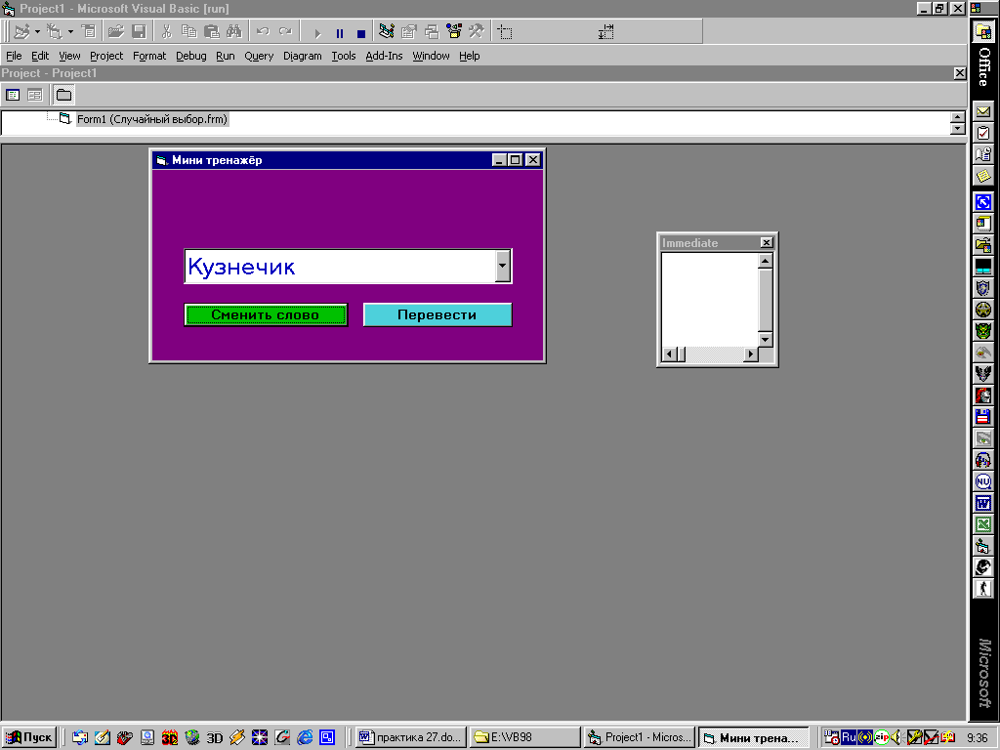 Project1 - Microsoft Visual Basic [run]
File Edit View Project Format Debug Run Query Diagram Tools Add-Ins Window Help
Project - Project1
Form1 (Случайный выбор.frm)
Мини тренажёр
Кузнечик
Сменить слово Перевести
Immediate
Office
NU
Microsoft
Пуск
3D
3D
практика 27.do...
E:\VB98
Project1 - Micros...
Мини трена...
Ru
zip
9:36